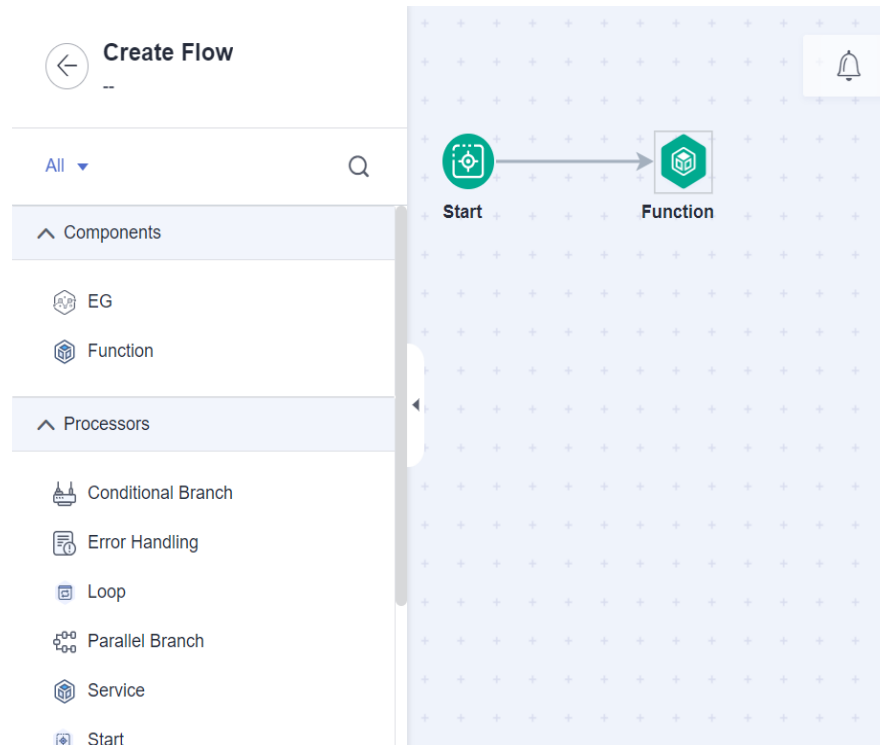 Create Flow
--
All
Start
Function
Components
EG
Function
Processors
Conditional Branch
Error Handling
Loop
Parallel Branch
Service
Start